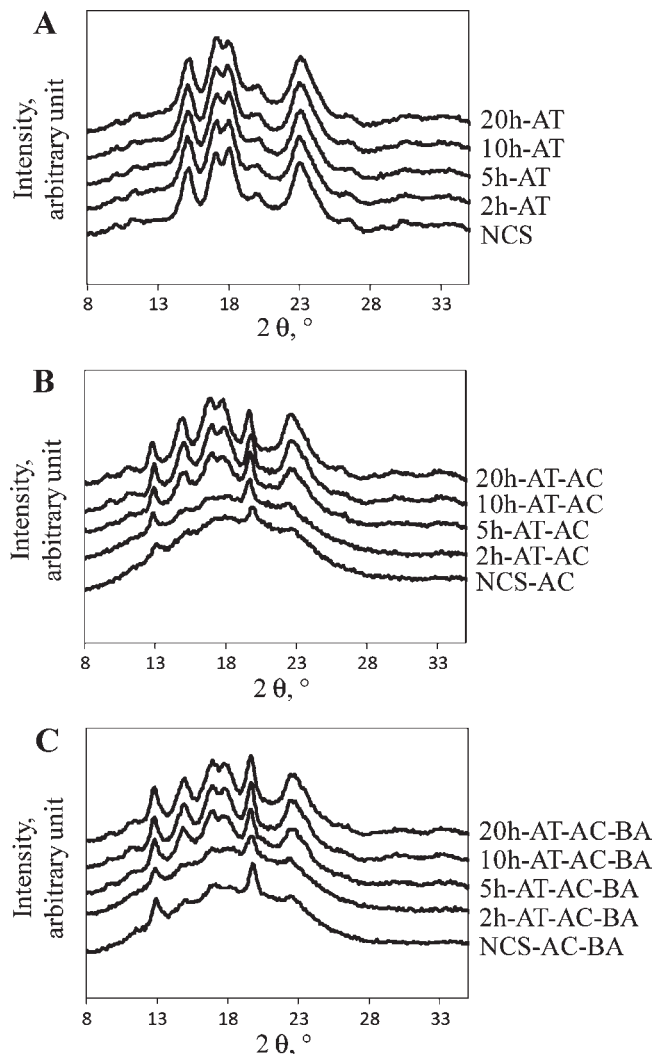 A
Intensity,
arbitrary unit
20h-AT
10h-AT
5h-AT
2h-AT
NCS
8 13 18 23 28 33
2 θ, °
B
Intensity,
arbitrary unit
20h-AT-AC
10h-AT-AC
5h-AT-AC
2h-AT-AC
NCS-AC
8 13 18 23 28 33
2 θ, °
C
Intensity,
arbitrary unit
20h-AT-AC-BA
10h-AT-AC-BA
5h-AT-AC-BA
2h-AT-AC-BA
NCS-AC-BA
8 13 18 23 28 33
2 θ, °